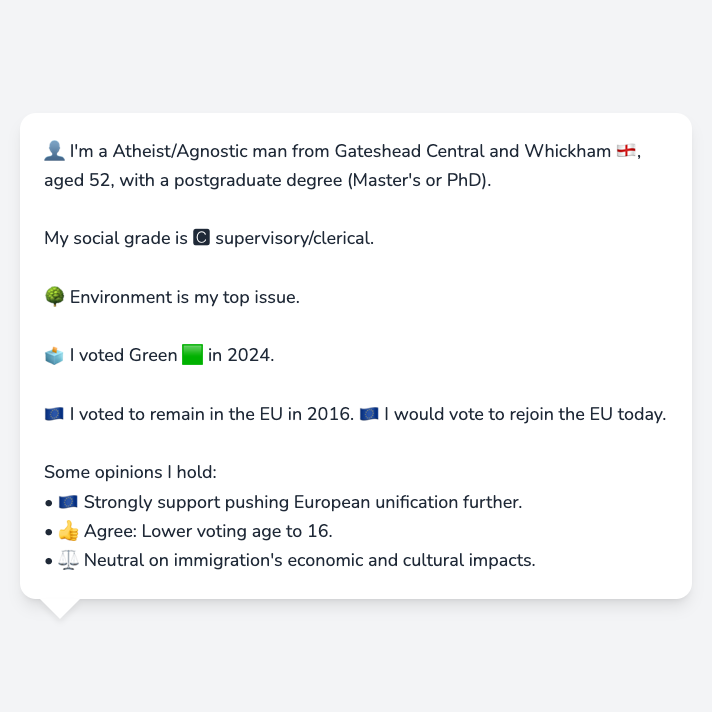 👤 I'm a Atheist/Agnostic man from Gateshead Central and Whickham 🏴󠁧󠁢󠁥󠁮󠁧󠁿,
aged 52, with a postgraduate degree (Master's or PhD).
My social grade is 🅲 supervisory/clerical.
🌳 Environment is my top issue.
🗳️ I voted Green 🟩 in 2024.
🇪🇺 I voted to remain in the EU in 2016. 🇪🇺 I would vote to rejoin the EU today.
Some opinions I hold:
• 🇪🇺 Strongly support pushing European unification further.
• 👍 Agree: Lower voting age to 16.
• ⚖️ Neutral on immigration's economic and cultural impacts.